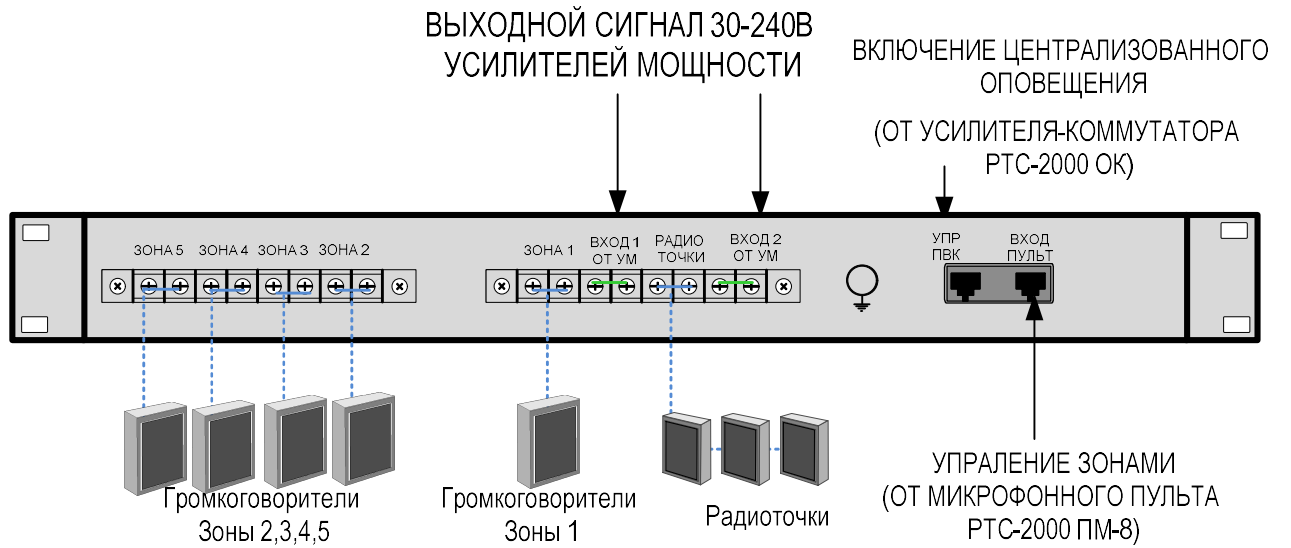 ВЫХОДНОЙ СИГНАЛ 30-240В
УСИЛИТЕЛЕЙ МОЩНОСТИ
ВКЛЮЧЕНИЕ ЦЕНТРАЛИЗОВАННОГО
ОПОВЕЩЕНИЯ
(ОТ УСИЛИТЕЛЯ-КОММУТАТОРА
РТС-2000 ОК)
ЗОНА 5 ЗОНА 4 ЗОНА 3 ЗОНА 2
ЗОНА 1
ВХОД 1
ОТ УМ
РАДИО
ТОЧКИ
ВХОД 2
ОТ УМ
УПР
ПВК
ВХОД
ПУЛЬТ
Громкоговорители
Зоны 2,3,4,5
Громкоговорители
Зоны 1
Радиоточки
УПРАЛЕНИЕ ЗОНАМИ
(ОТ МИКРОФОННОГО ПУЛЬТА
РТС-2000 ПМ-8)